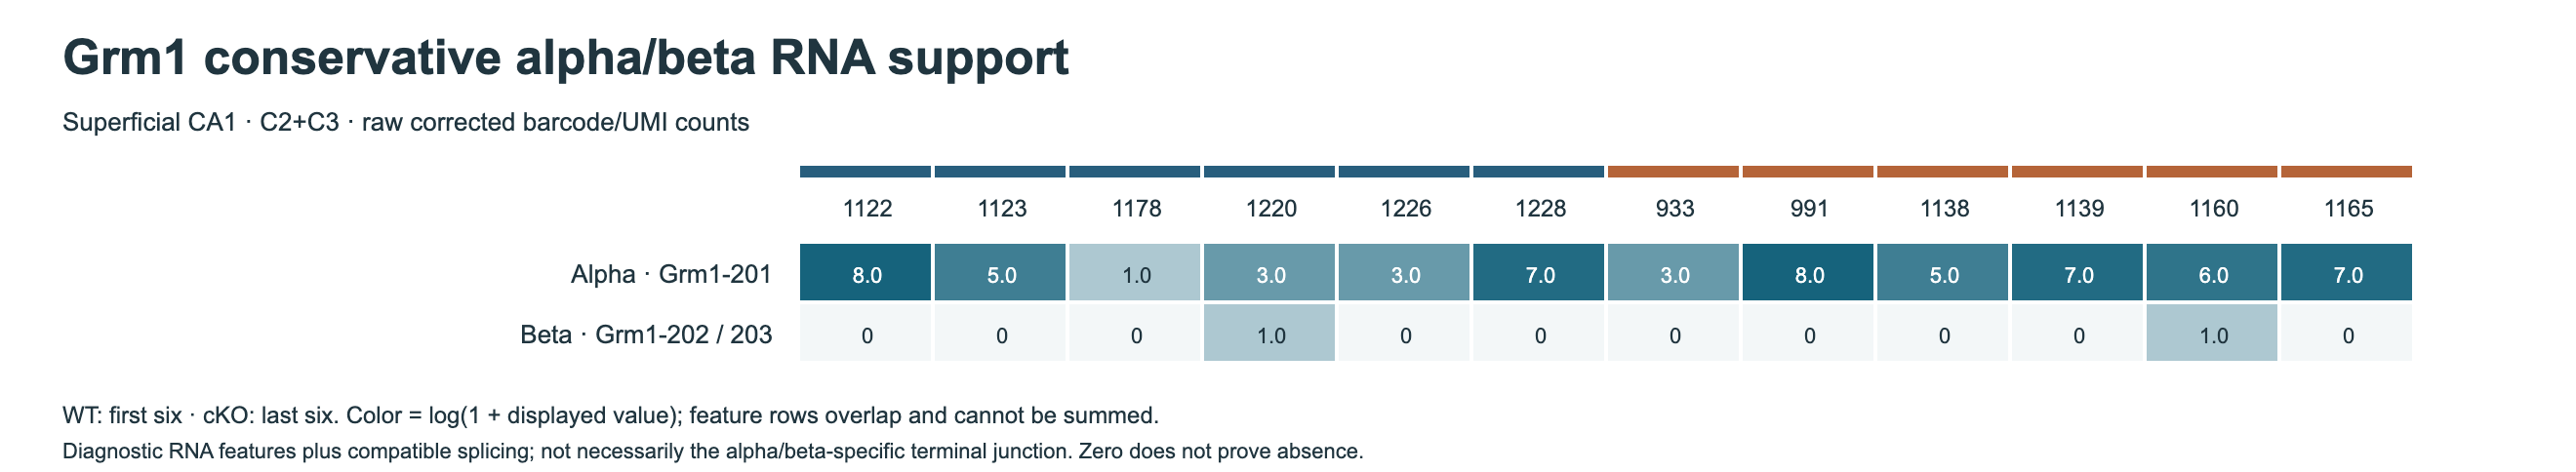 Grm1 conservative alpha/beta RNA support
Superficial CA1 · C2+C3 · raw corrected barcode/UMI counts
1122 1123 1178 1220 1226 1228 933 991 1138 1139 1160 1165
Alpha · Grm1-201 8.0 5.0 1.0 3.0 3.0 7.0 3.0 8.0 5.0 7.0 6.0 7.0
Beta · Grm1-202 / 203 0 0 0 1.0 0 0 0 0 0 0 1.0 0
WT: first six · cKO: last six. Color = log(1 + displayed value); feature rows overlap and cannot be summed.
Diagnostic RNA features plus compatible splicing; not necessarily the alpha/beta-specific terminal junction. Zero does not prove absence.